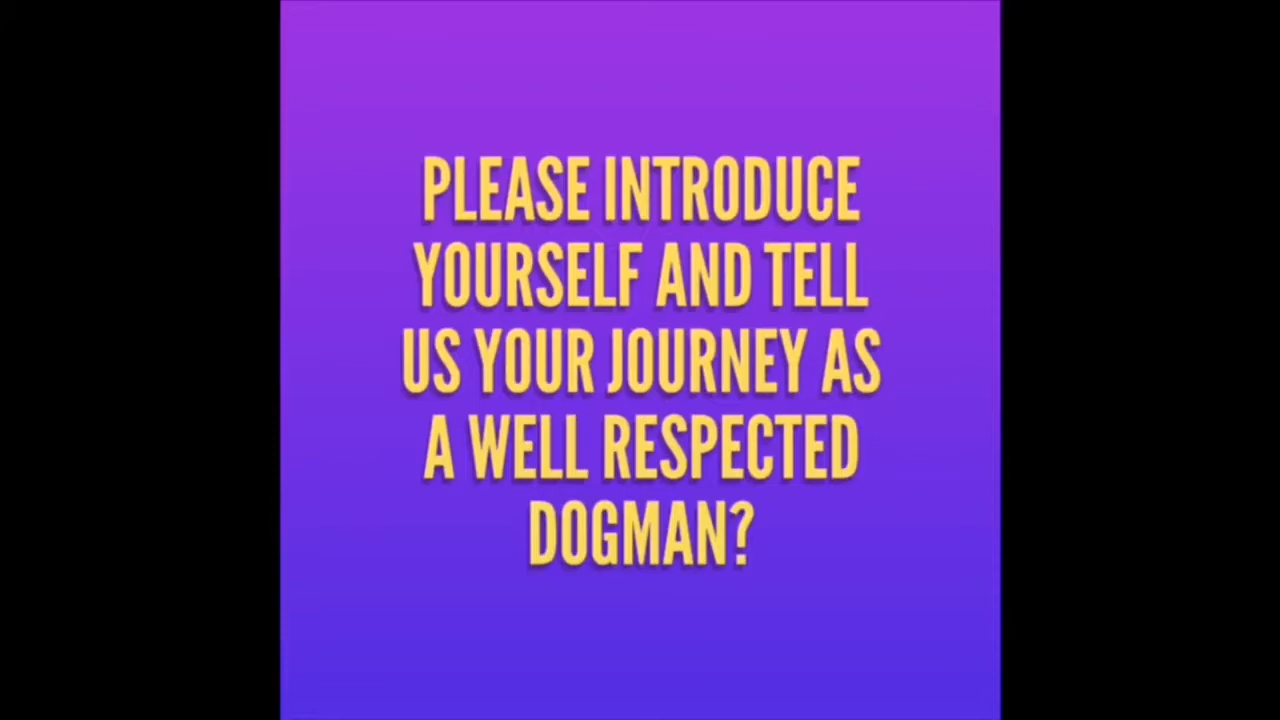 PLEASE INTRODUCE
YOURSELF AND TELL
US YOUR JOURNEY AS
A WELL RESPECTED
DOGMAN?